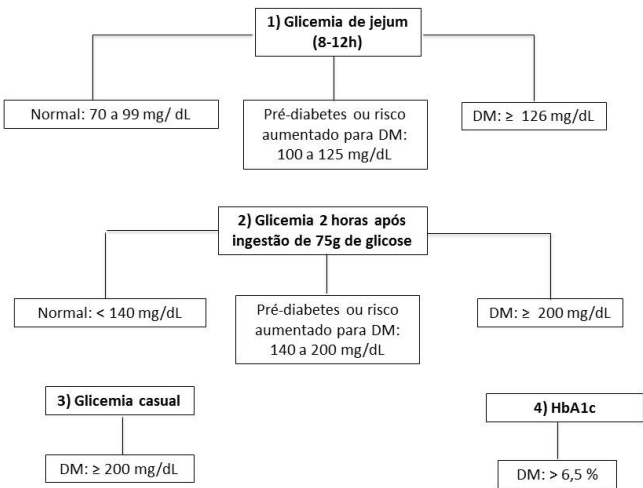 1) Glicemia de jejum
(8-12h)
Normal: 70 a 99 mg/ dL
Pré-diabetes ou risco
aumentado para DM:
100 a 125 mg/dL
DM: ≥ 126 mg/dL
2) Glicemia 2 horas após
ingestão de 75g de glicose
Normal: < 140 mg/dL
Pré-diabetes ou risco
aumentado para DM:
140 a 200 mg/dL
DM: ≥ 200 mg/dL
3) Glicemia casual
DM: ≥ 200 mg/dL
4) HbA1c
DM: > 6,5 %